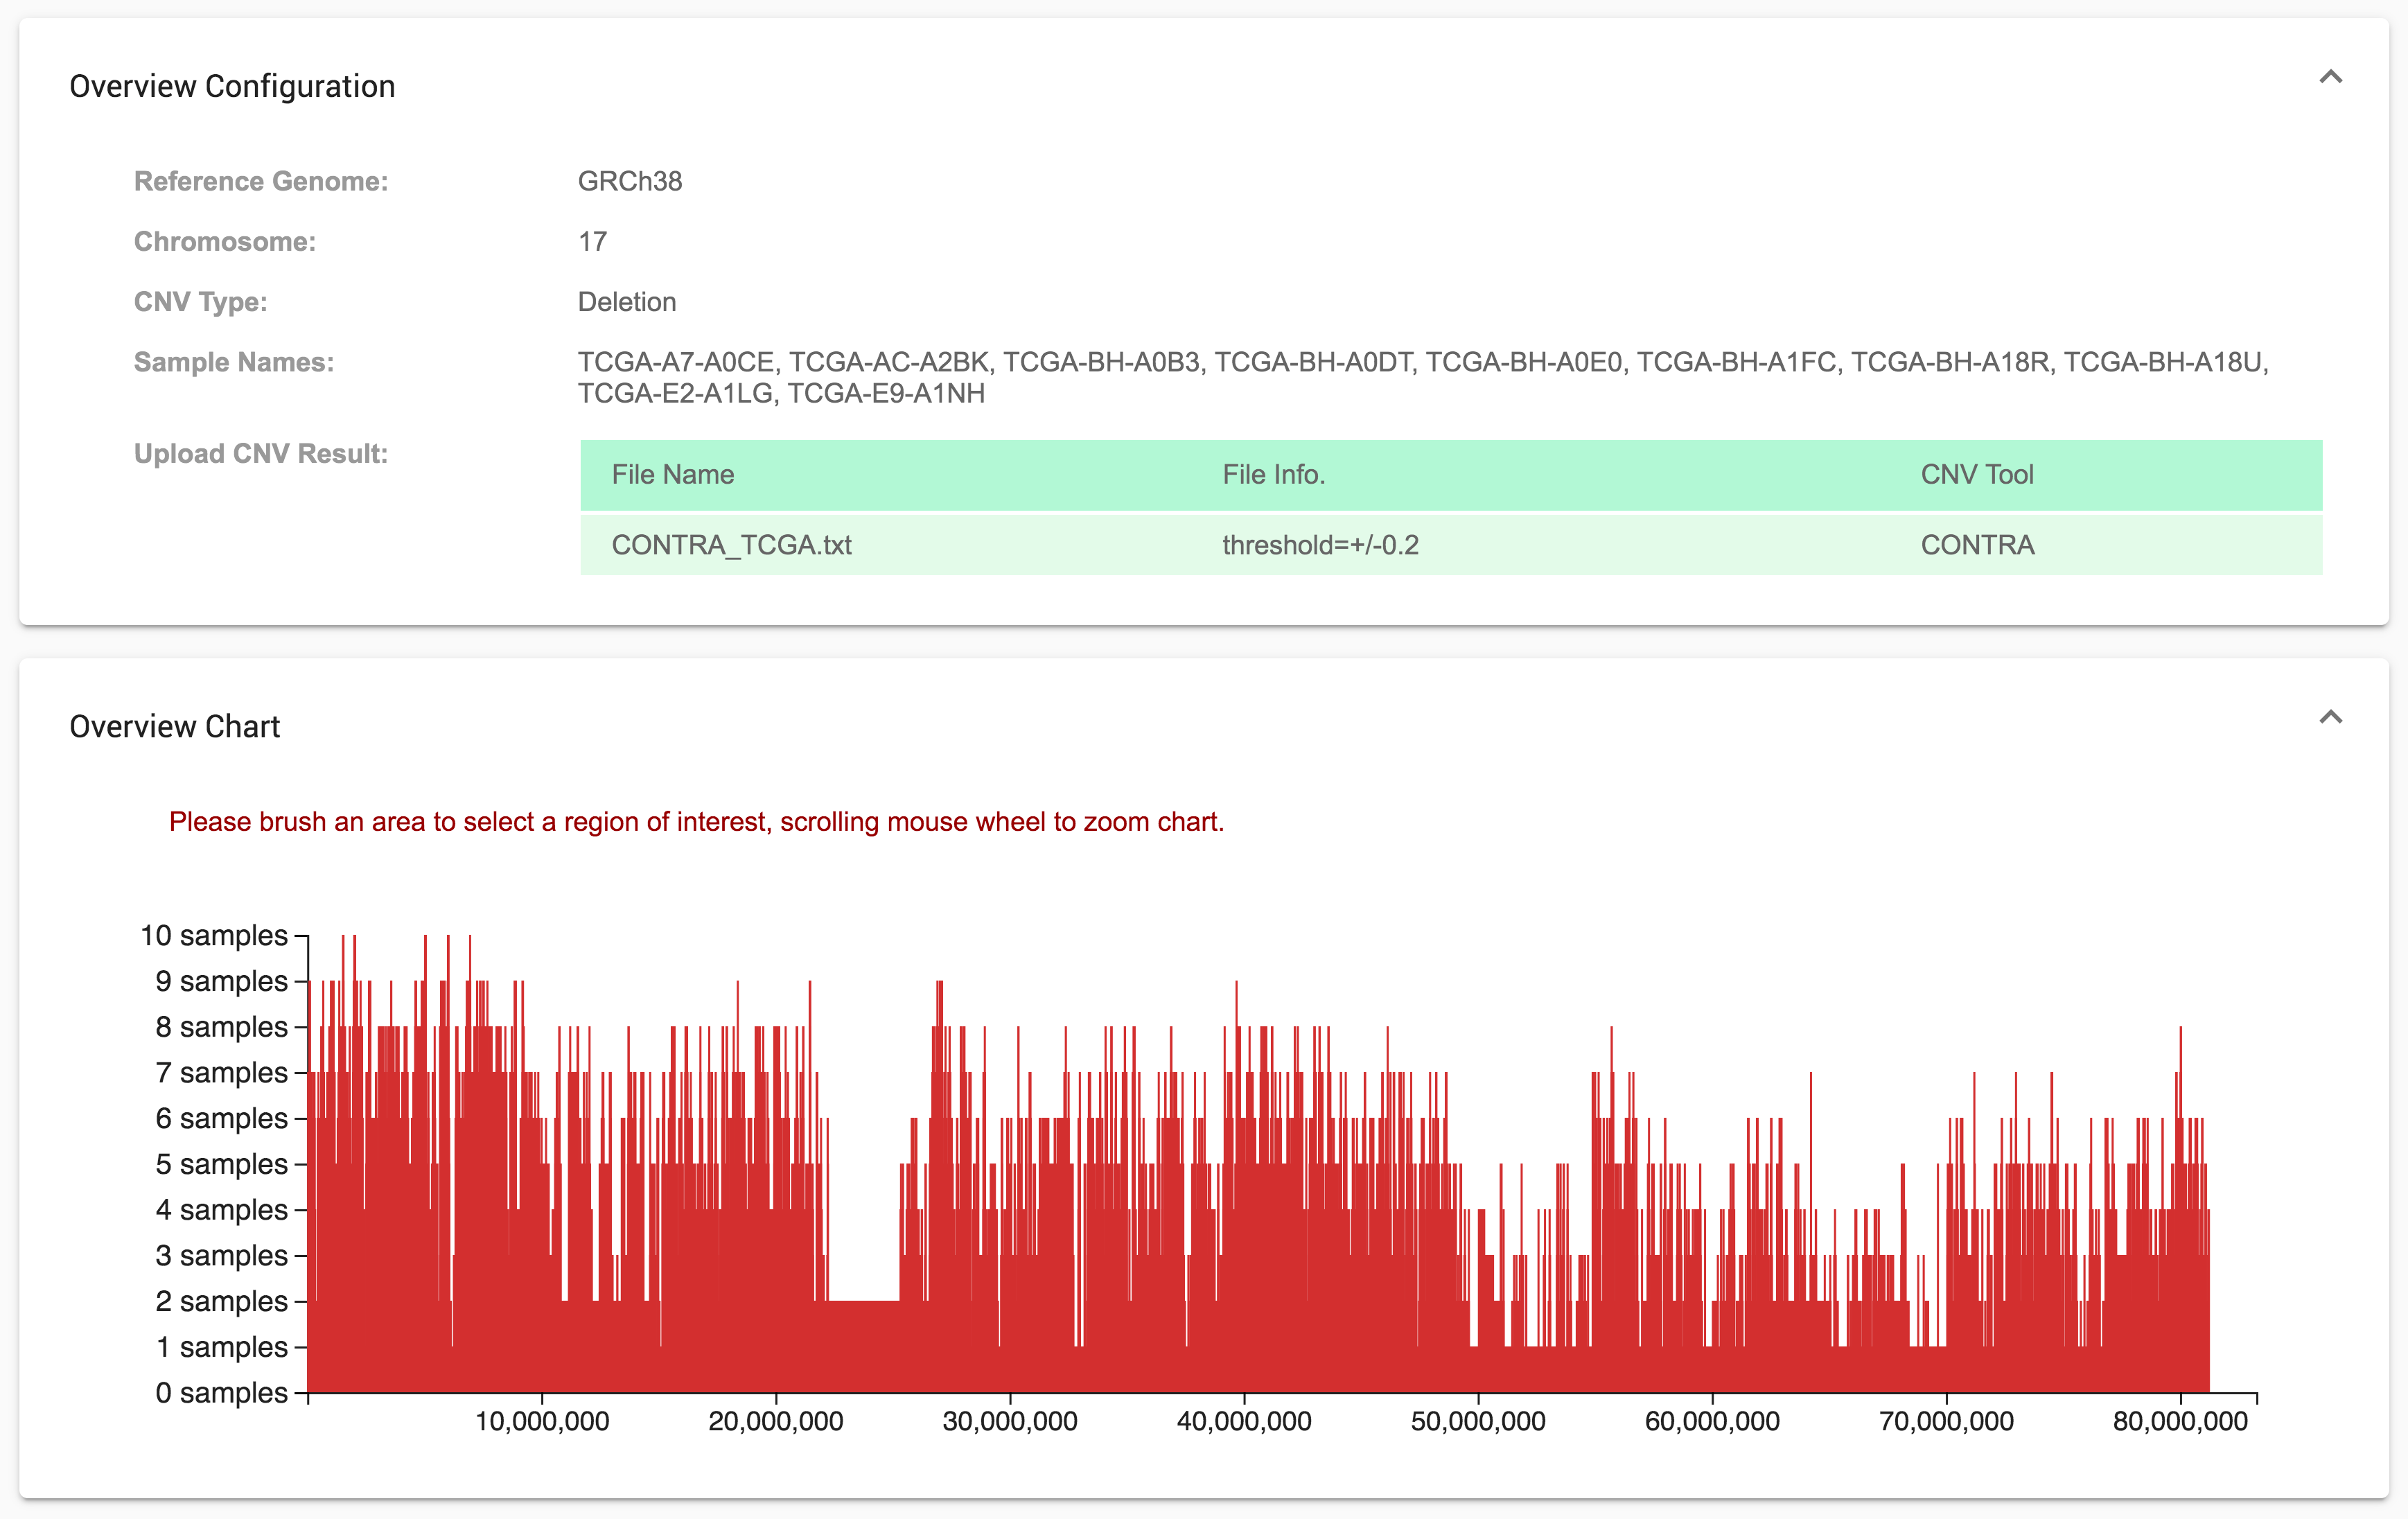 Overview Configuration
Reference Genome: GRCh38
Chromosome: 17
CNV Type: Deletion
Sample Names: TCGA-A7-A0CE, TCGA-AC-A2BK, TCGA-BH-A0B3, TCGA-BH-A0DT, TCGA-BH-A0E0, TCGA-BH-A1FC, TCGA-BH-A18R, TCGA-BH-A18U,
TCGA-E2-A1LG, TCGA-E9-A1NH
Upload CNV Result:
File Name File Info. CNV Tool
CONTRA_TCGA.txt threshold=+/-0.2 CONTRA
Overview Chart
Please brush an area to select a region of interest, scrolling mouse wheel to zoom chart.
10 samples
9 samples
8 samples
7 samples
6 samples
5 samples
4 samples
3 samples
2 samples
1 samples
0 samples
10,000,000 20,000,000 30,000,000 40,000,000 50,000,000 60,000,000 70,000,000 80,000,000